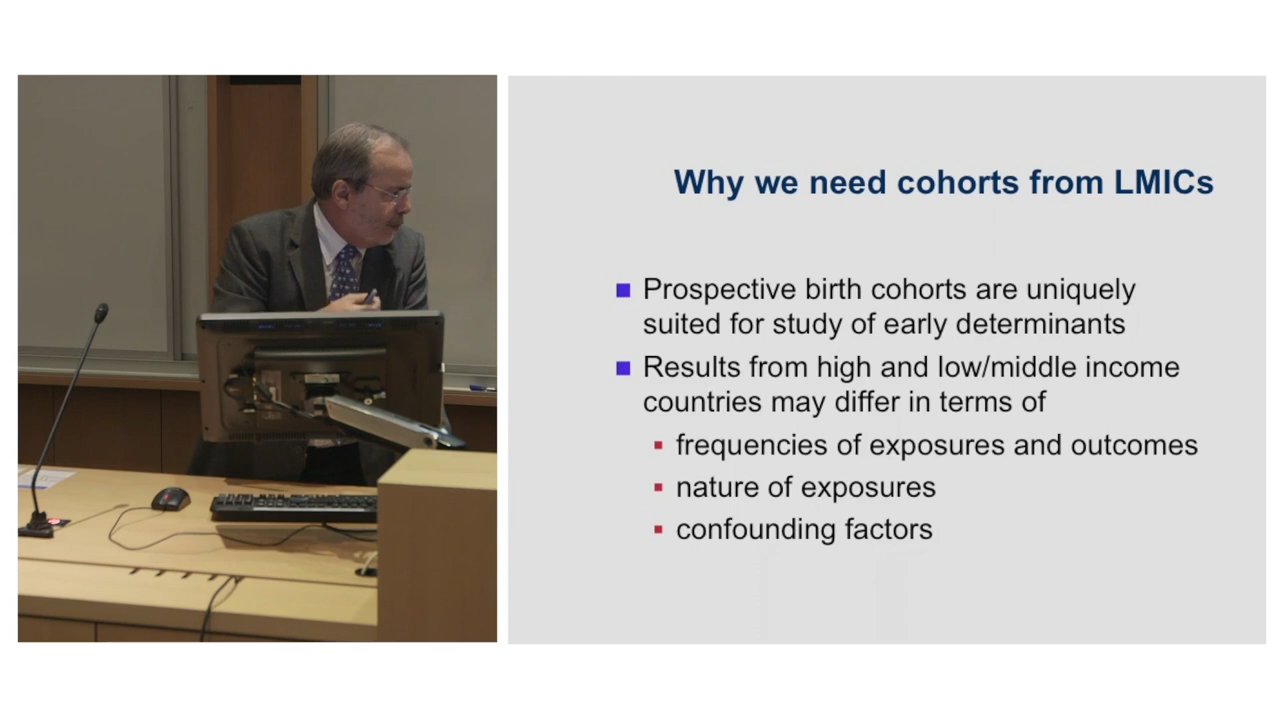 Why we need cohorts from LMICs
Prospective birth cohorts are uniquely
suited for study of early determinants
Results from high and low/middle income
countries may differ in terms of
frequencies of exposures and outcomes
nature of exposures
confounding factors